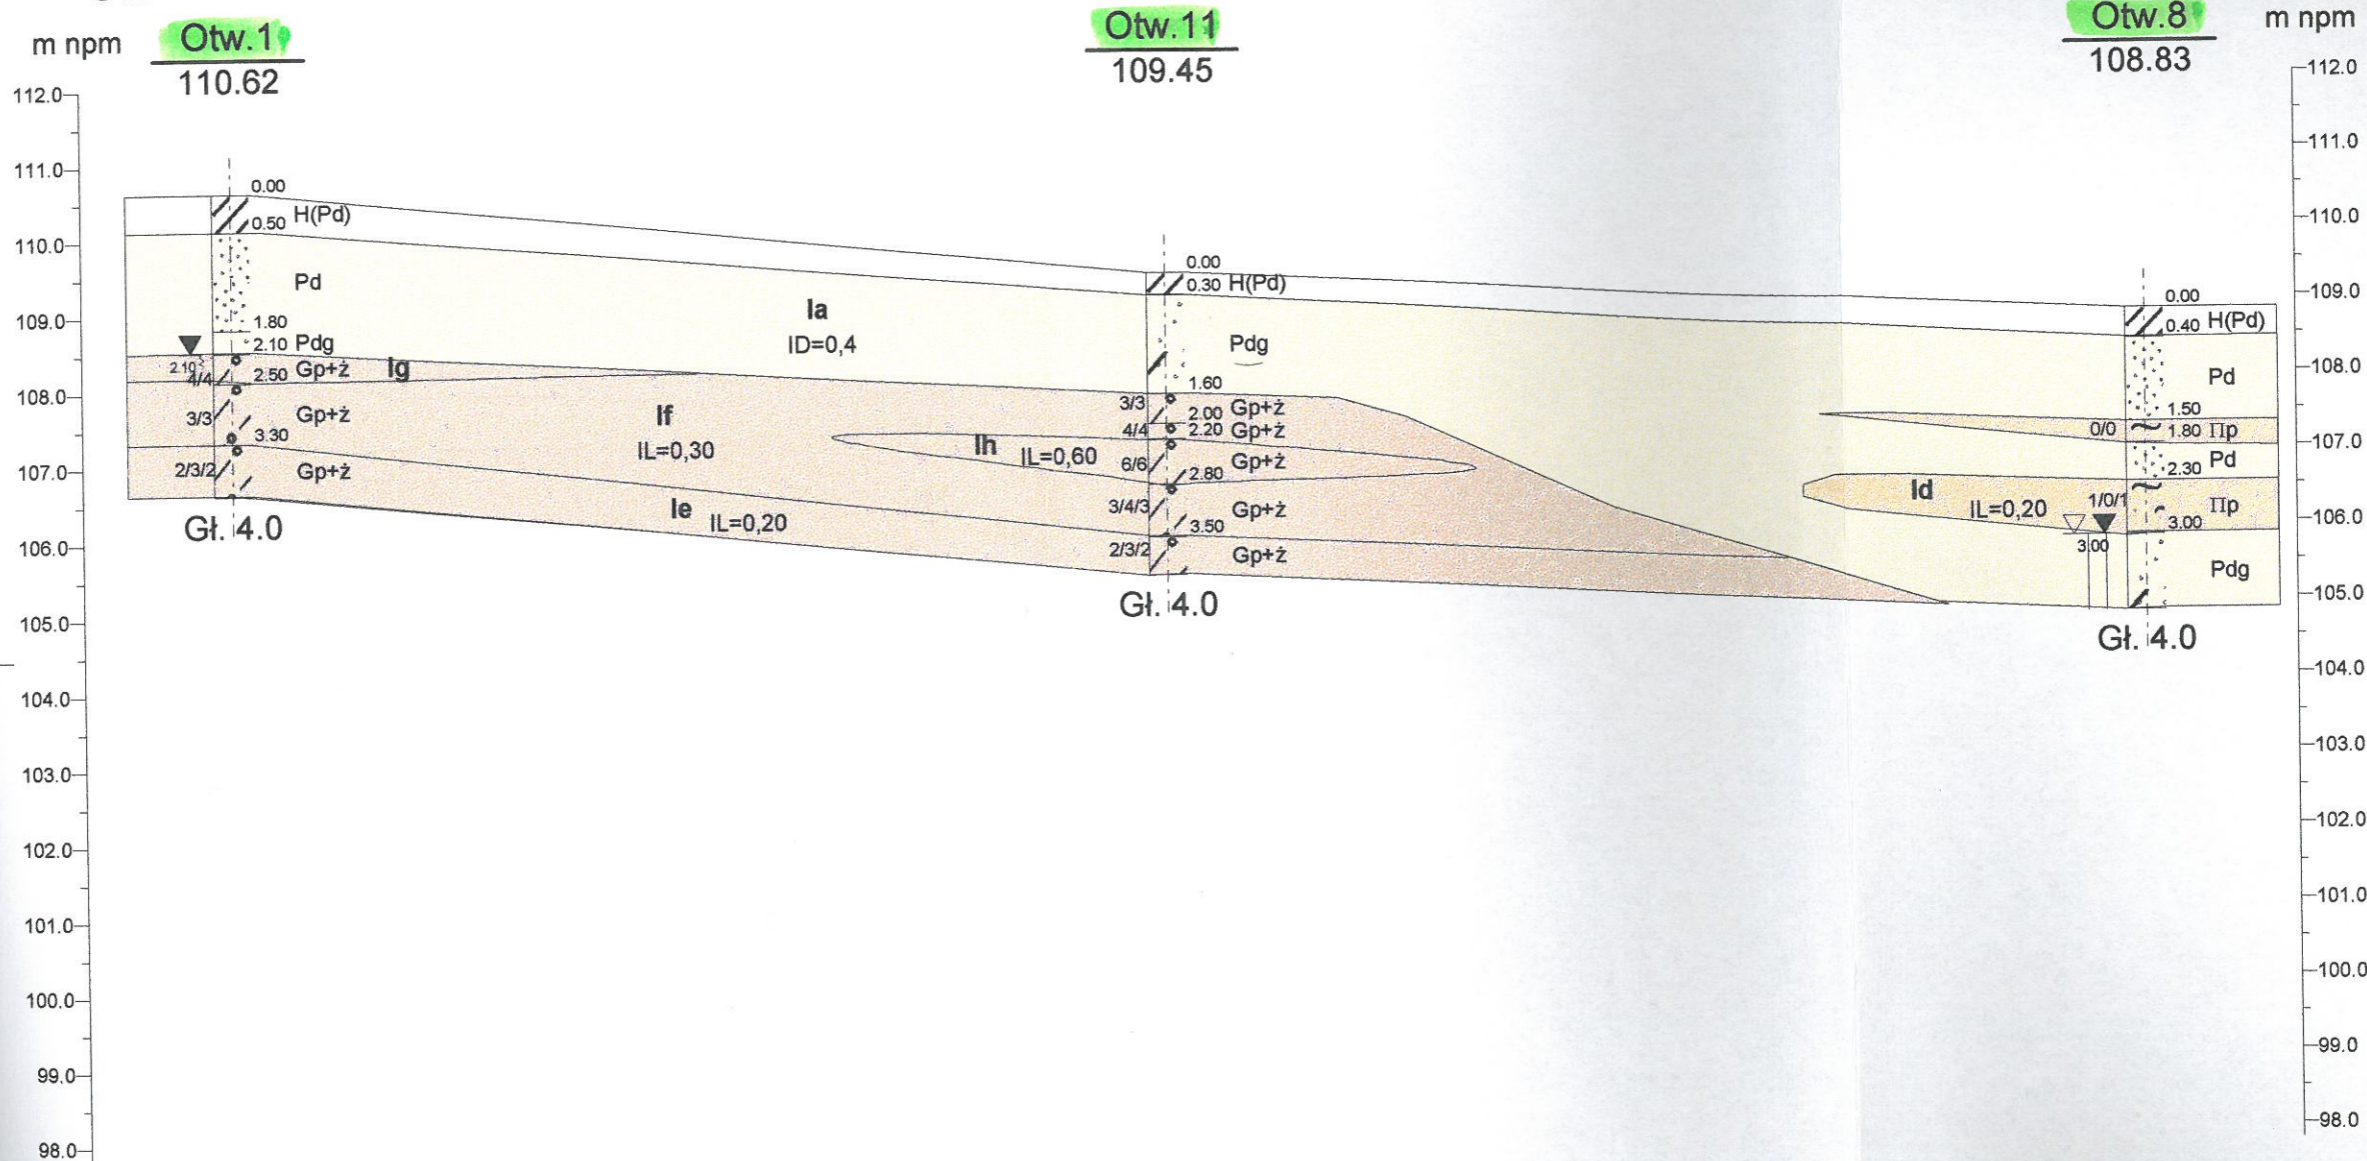 m npm
Otw.1
110.62
Otw.11
109.45
Otw.8
108.83
m npm
112.0
111.0
110.0
109.0
108.0
107.0
106.0
105.0
104.0
103.0
102.0
101.0
100.0
99.0
98.0
0.00
0.50 H(Pd)
Pd
1.80
2.10 Pdg
2.10
4/4
2.50 Gp+ż
3/3
Gp+ż
3.30
2/3/2
Gp+ż
Gł. 4.0
Ia
ID=0,4
Ig
If
IL=0,30
Ih IL=0,60
Ie IL=0,20
0.00
0.30 H(Pd)
Pdg
1.60
3/3
2.00 Gp+ż
4/4
2.20 Gp+ż
6/6
Gp+ż
2.80
3/4/3
Gp+ż
3.50
2/3/2
Gp+ż
Gł. 4.0
0.00
0.40 H(Pd)
Pd
1.50
0/0
1.80 Πp
Pd
2.30
Id
IL=0,20
1/0/1
Πp
3.00
3.00
Pdg
Gł. 4.0
112.0
111.0
110.0
109.0
108.0
107.0
106.0
105.0
104.0
103.0
102.0
101.0
100.0
99.0
98.0